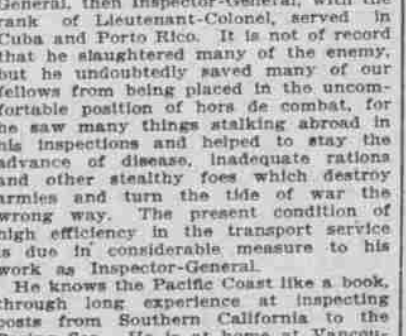 General, then Inspector-General, with the
rank of Lieutenant-Colonel, served in
Cuba and Porto Rico. It is not of record
that he slaughtered many of the enemy,
but he undoubtedly saved many of our
fellows from being placed in the uncom-
fortable position of hors de combat, for
he saw many things stalking abroad in
his inspections and helped to stay the
advance of disease, inadequate rations
and other stealthy foes which destroy
armies and turn the tide of war the
wrong way. The present condition of
high efficiency in the transport service
is due in considerable measure to his
work as Inspector-General.
He knows the Pacific Coast like a book,
through long experience at inspecting
posts from Southern California to the
He is at home at Vancou-